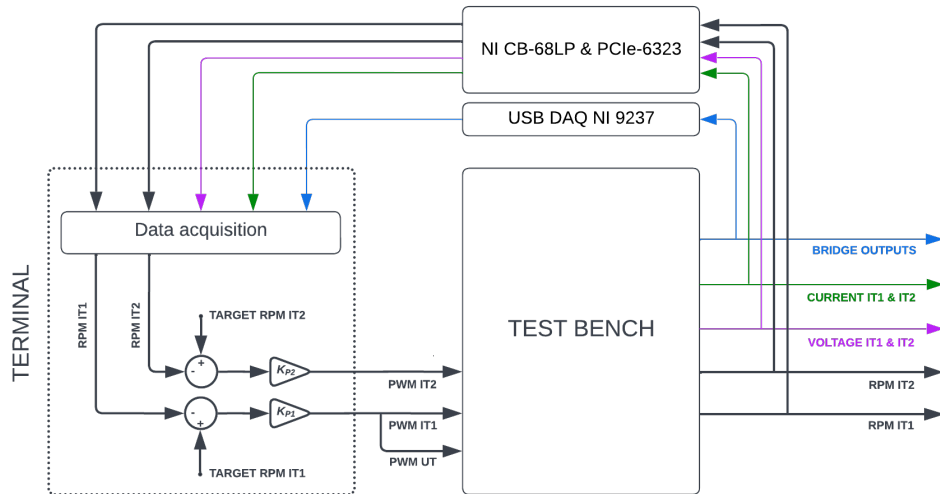 NI CB-68LP & PCIe-6323
USB DAQ NI 9237
Data acquisition
BRIDGE OUTPUTS
TERMINAL
RPM IT1
RPM IT2
CURRENT IT1 & IT2
TARGET RPM IT2
TEST BENCH
VOLTAGE IT1 & IT2
+
-
KP2
PWM IT2
RPM IT2
-
+
KP1
PWM IT1
RPM IT1
PWM UT
TARGET RPM IT1